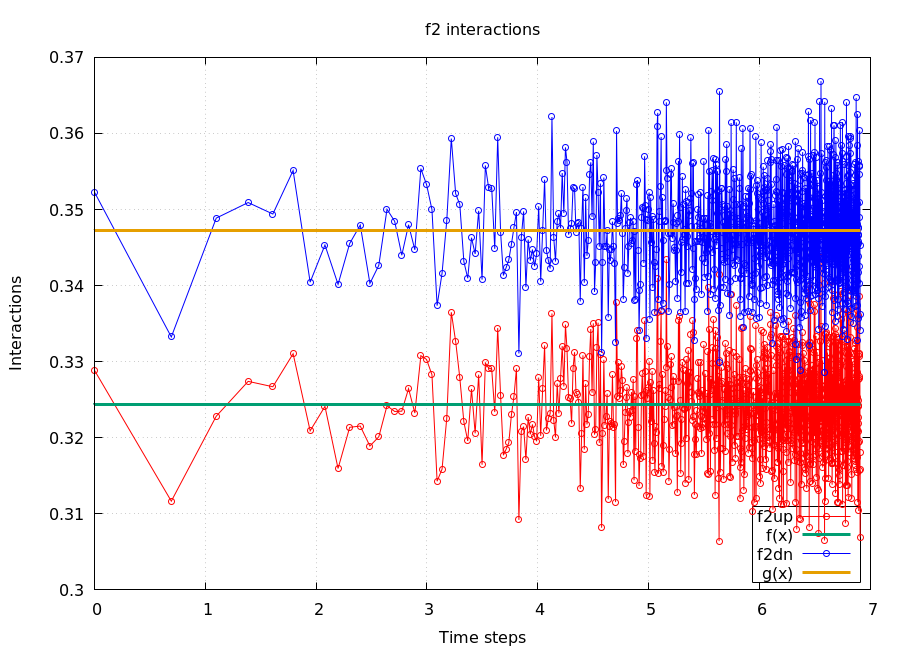 f2 interactions
0.37
0.36
0.35
0.34
0.33
0.32
0.31
0.3
Interactions
f2up
f(x)
f2dn
g(x)
0 1 2 3 4 5 6 7
Time steps